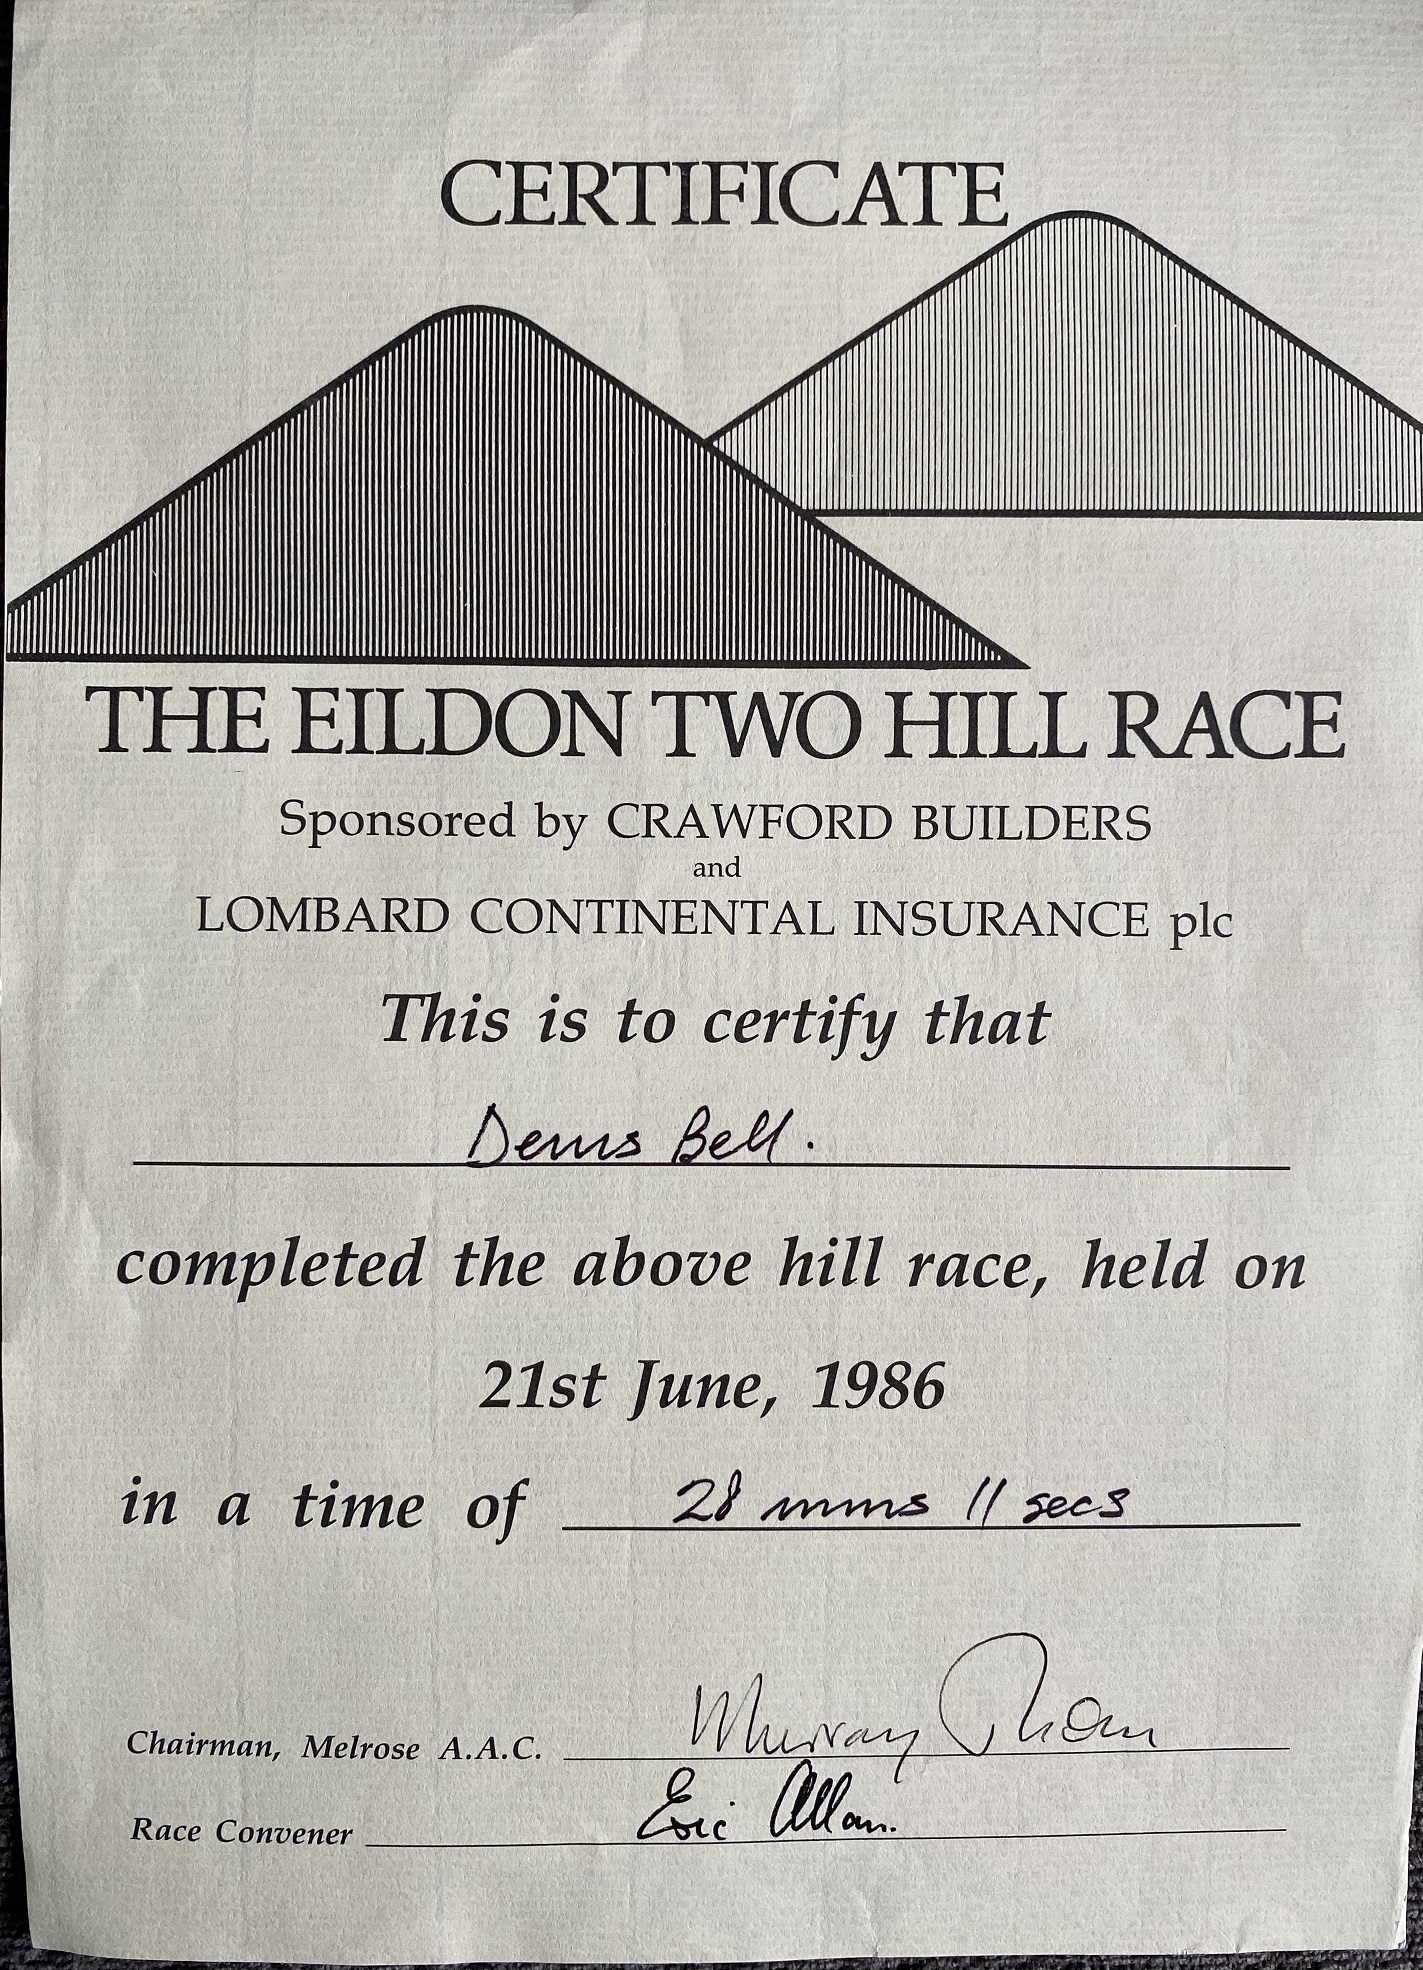 CERTIFICATE
THE EILDON TWO HILL RACE
Sponsored by CRAWFORD BUILDERS
and
LOMBARD CONTINENTAL INSURANCE plc
This is to certify that
Denis Bell.
completed the above hill race, held on
21st June, 1986
in a time of 28 mins 11 secs
Chairman, Melrose A.A.C. Murray
Race Convener Eric Allan.